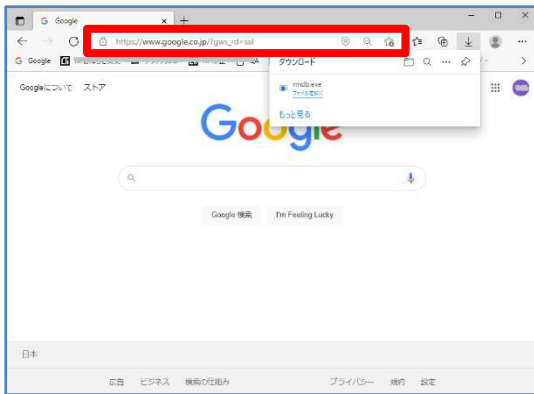 Google
https://www.google.co.jp/?gws_rd=ssl
Google
ダウンロード
rmdb.exe
ファイルを開く
もっと見る
Googleについて ストア
Google
Google 検索 I'm Feeling Lucky
日本
広告 ビジネス 検索の仕組み プライバシー 規約 設定